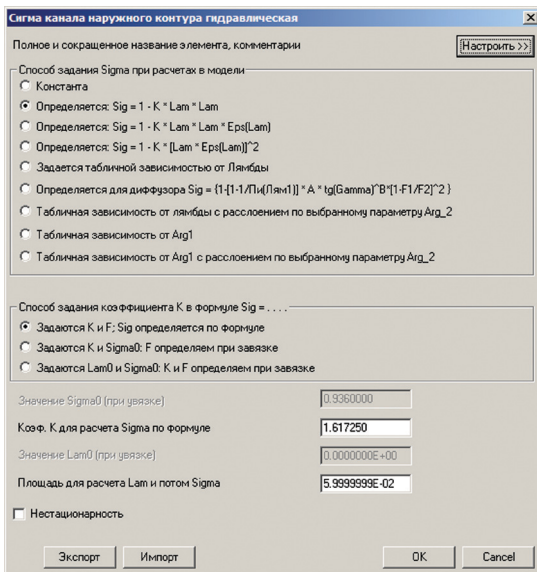 Сигма канала наружного контура гидравлическая
Полное и сокращенное название элемента, комментарии
Настроить >>
Способ задания Sigma при расчетах в модели
Константа
Определяется: Sig = 1 - K * Lam * Lam
Определяется: Sig = 1 - K * Lam * Lam * Eps(Lam)
Определяется: Sig = 1 - K * [Lam * Eps(Lam)]^2
Задается табличной зависимостью от Лямбды
Определяется для диффузора Sig = {1-[1-1/Пи(Лям1)] * A * tg(Gamma)^B*[1-F1/F2]^2 }
Табличная зависимость от лямбды с расслоением по выбранному параметру Arg_2
Табличная зависимость от Arg1
Табличная зависимость от Arg1 с расслоением по выбранному параметру Arg_2
Способ задания коэффициента K в формуле Sig = . . . .
Задаются K и F; Sig определяется по формуле
Задаются K и Sigma0: F определяем при завязке
Задаются Lam0 и Sigma0: K и F определяем при завязке
Значение Sigma0 (при увязке)
0.9360000
Коэф. K для расчета Sigma по формуле
1.617250
Значение Lam0 (при увязке)
0.0000000E+00
Площадь для расчета Lam и потом Sigma
5.9999999E-02
Нестационарность
Экспорт
Импорт
OK
Cancel